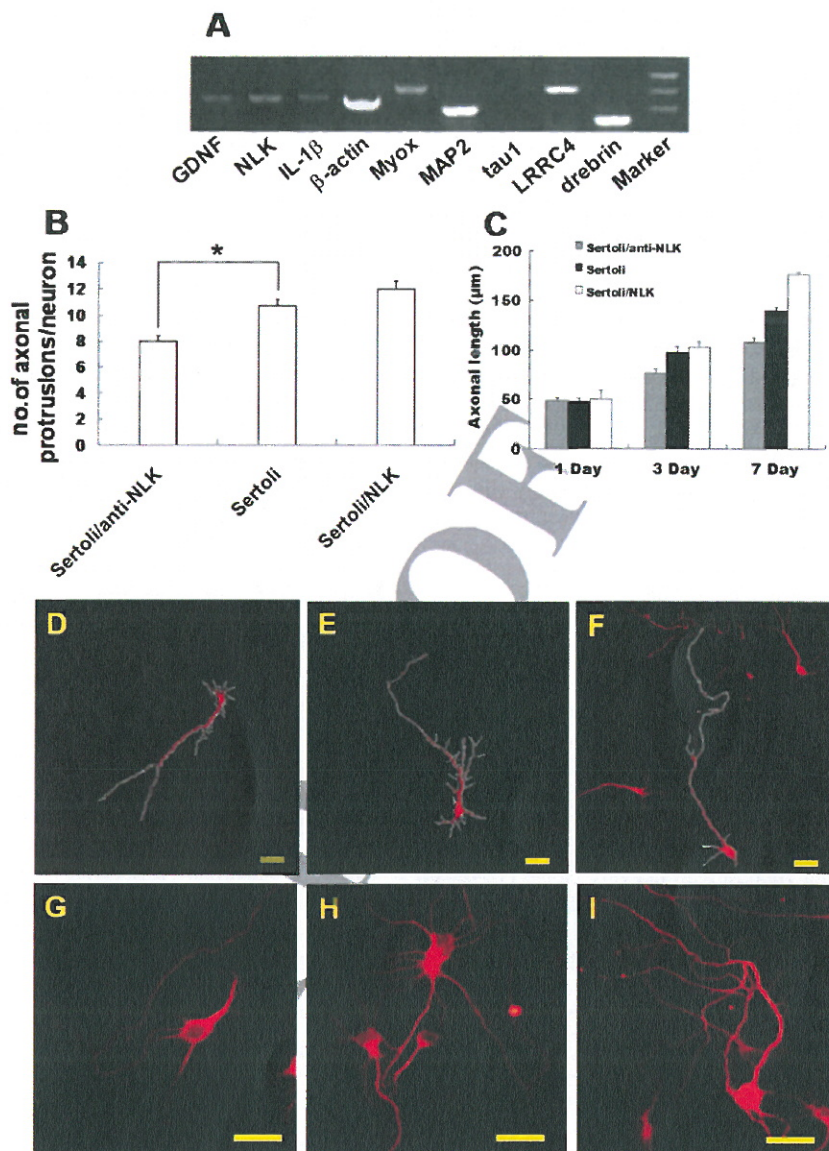 A
GDNF
NLK
IL-1β
β-actin
Myox
MAP2
tau1
LRRC4
drebrin
Marker
B
no. of axonal
protrusions/neuron
14
12
10
8
6
4
2
0
*
Sertoli/anti-NLK
Sertoli
Sertoli/NLK
C
Axonal length (μm)
200
150
100
50
0
Sertoli/anti-NLK
Sertoli
Sertoli/NLK
1 Day
3 Day
7 Day
OF
D
E
F
G
H
I